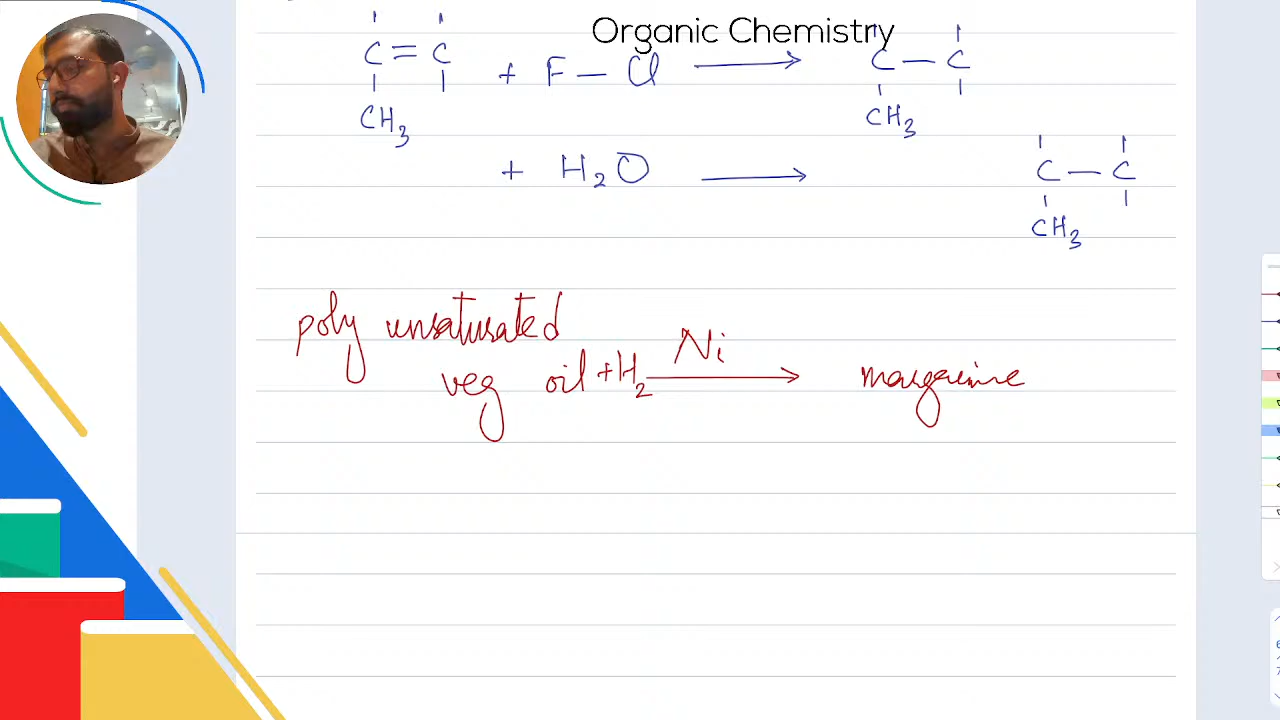 Organic Chemistry
C = C + F — Cl → C — C
CH3 CH3
+ H2O → C — C
CH3
poly unsaturated
veg oil + H2 Ni → margarine